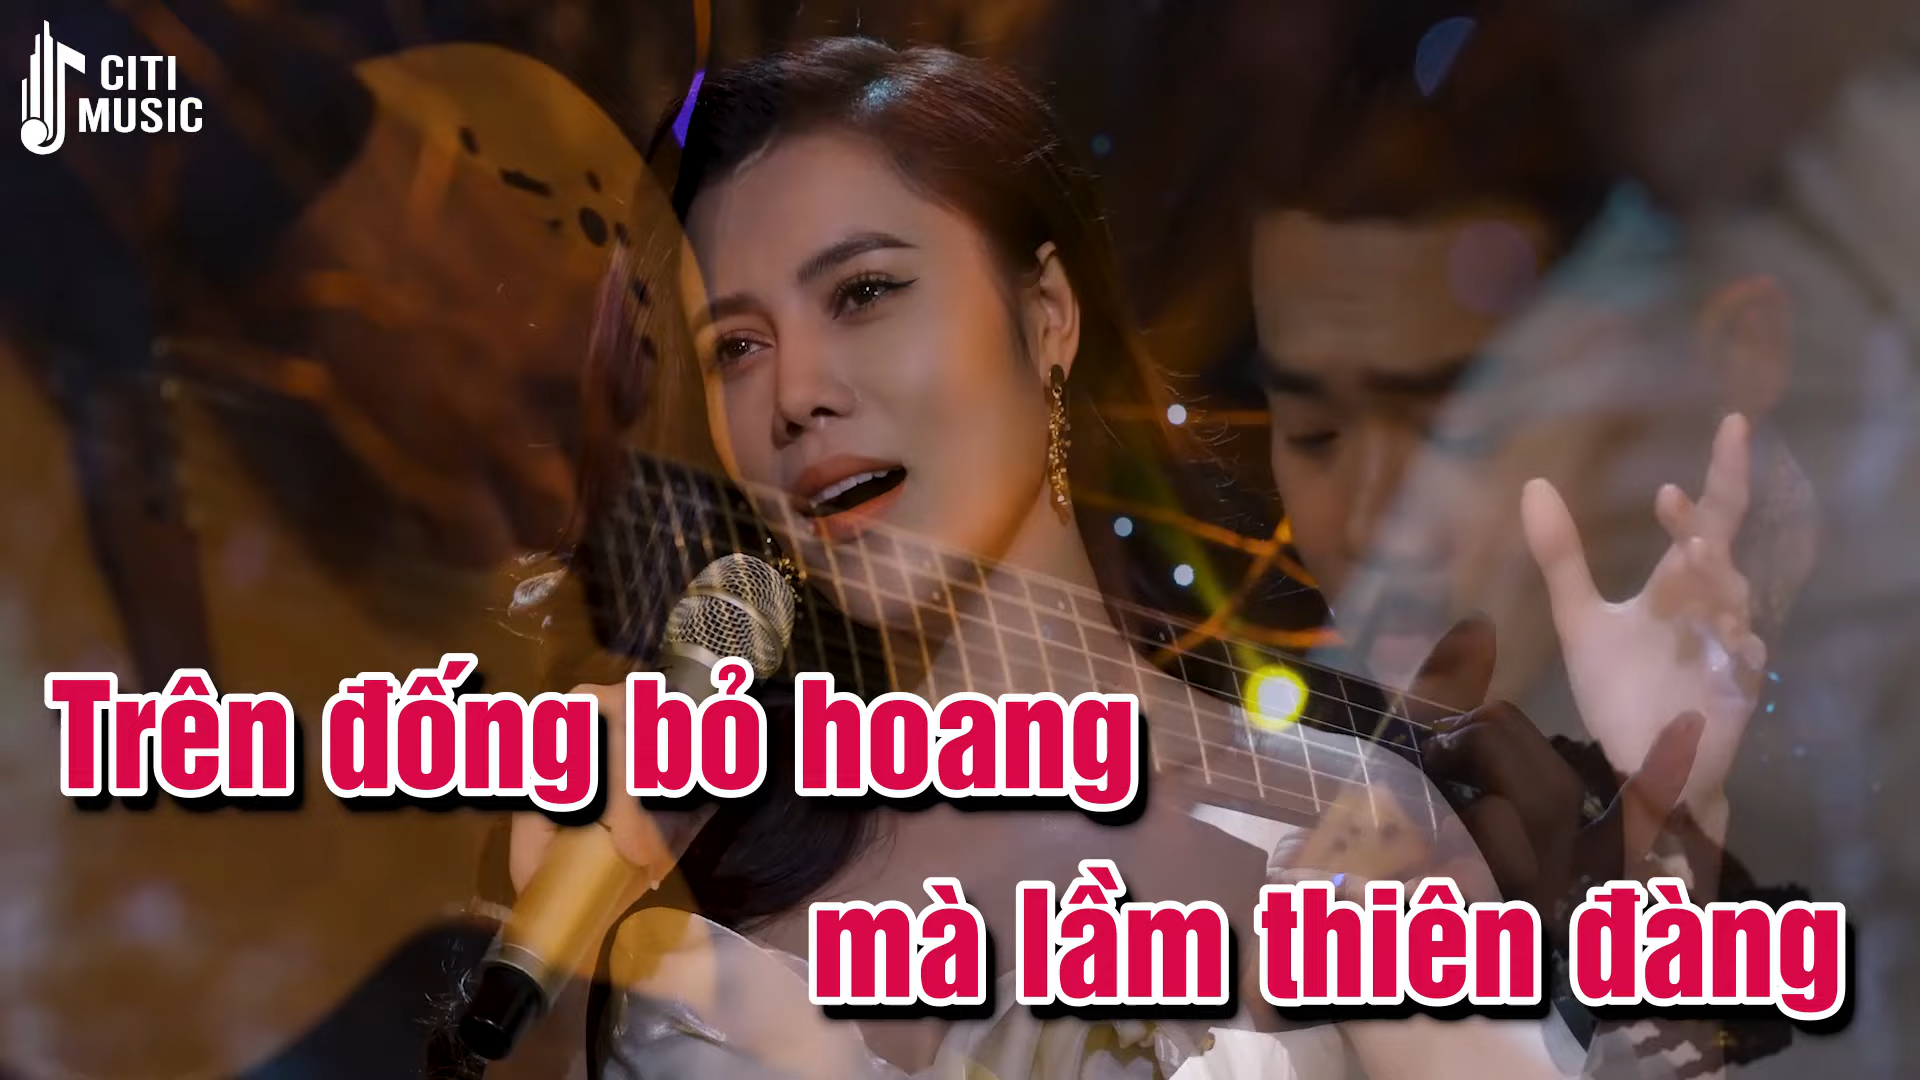 CITI
MUSIC
Trên đống bỏ hoang
mà lầm thiên đàng